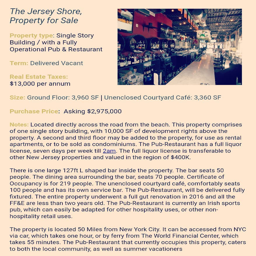 The Jersey Shore,
Property for Sale
Property type: Single Story
Building / with a Fully
Operational Pub & Restaurant
Term: Delivered Vacant
Real Estate Taxes:
$13,000 per annum
Size: Ground Floor: 3,960 SF | Unenclosed Courtyard Café: 3,360 SF
Purchase Price: Asking $2,975,000
Notes: Located directly across the road from the beach. This property comprises
of one single story building, with 10,000 SF of development rights above the
property. A second and third floor may be added to the property, for use as rental
apartments, or to be sold as condominiums. The Pub-Restaurant has a full liquor
license, seven days per week till 2am. The full liquor license is transferable to
other New Jersey properties and valued in the region of $400K.
There is one large 127ft L shaped bar inside the property. The bar seats 50
people. The dining area surrounding the bar, seats 70 people. Certificate of
Occupancy is for 219 people. The unenclosed courtyard café, comfortably seats
100 people and has its own service bar. The Pub-Restaurant, will be delivered fully
fixtured. The entire property underwent a full gut renovation in 2016 and all the
FF&E are less than two years old. The Pub-Restaurant is currently an Irish sports
pub, which can easily be adapted for other hospitality uses, or other non-
hospitality retail uses.
The property is located 50 Miles from New York City. It can be accessed from NYC
via car, which takes one hour, or by ferry from The World Financial Center, which
takes 55 minutes. The Pub-Restaurant that currently occupies this property, caters
to both the local community, as well as summer vacationers